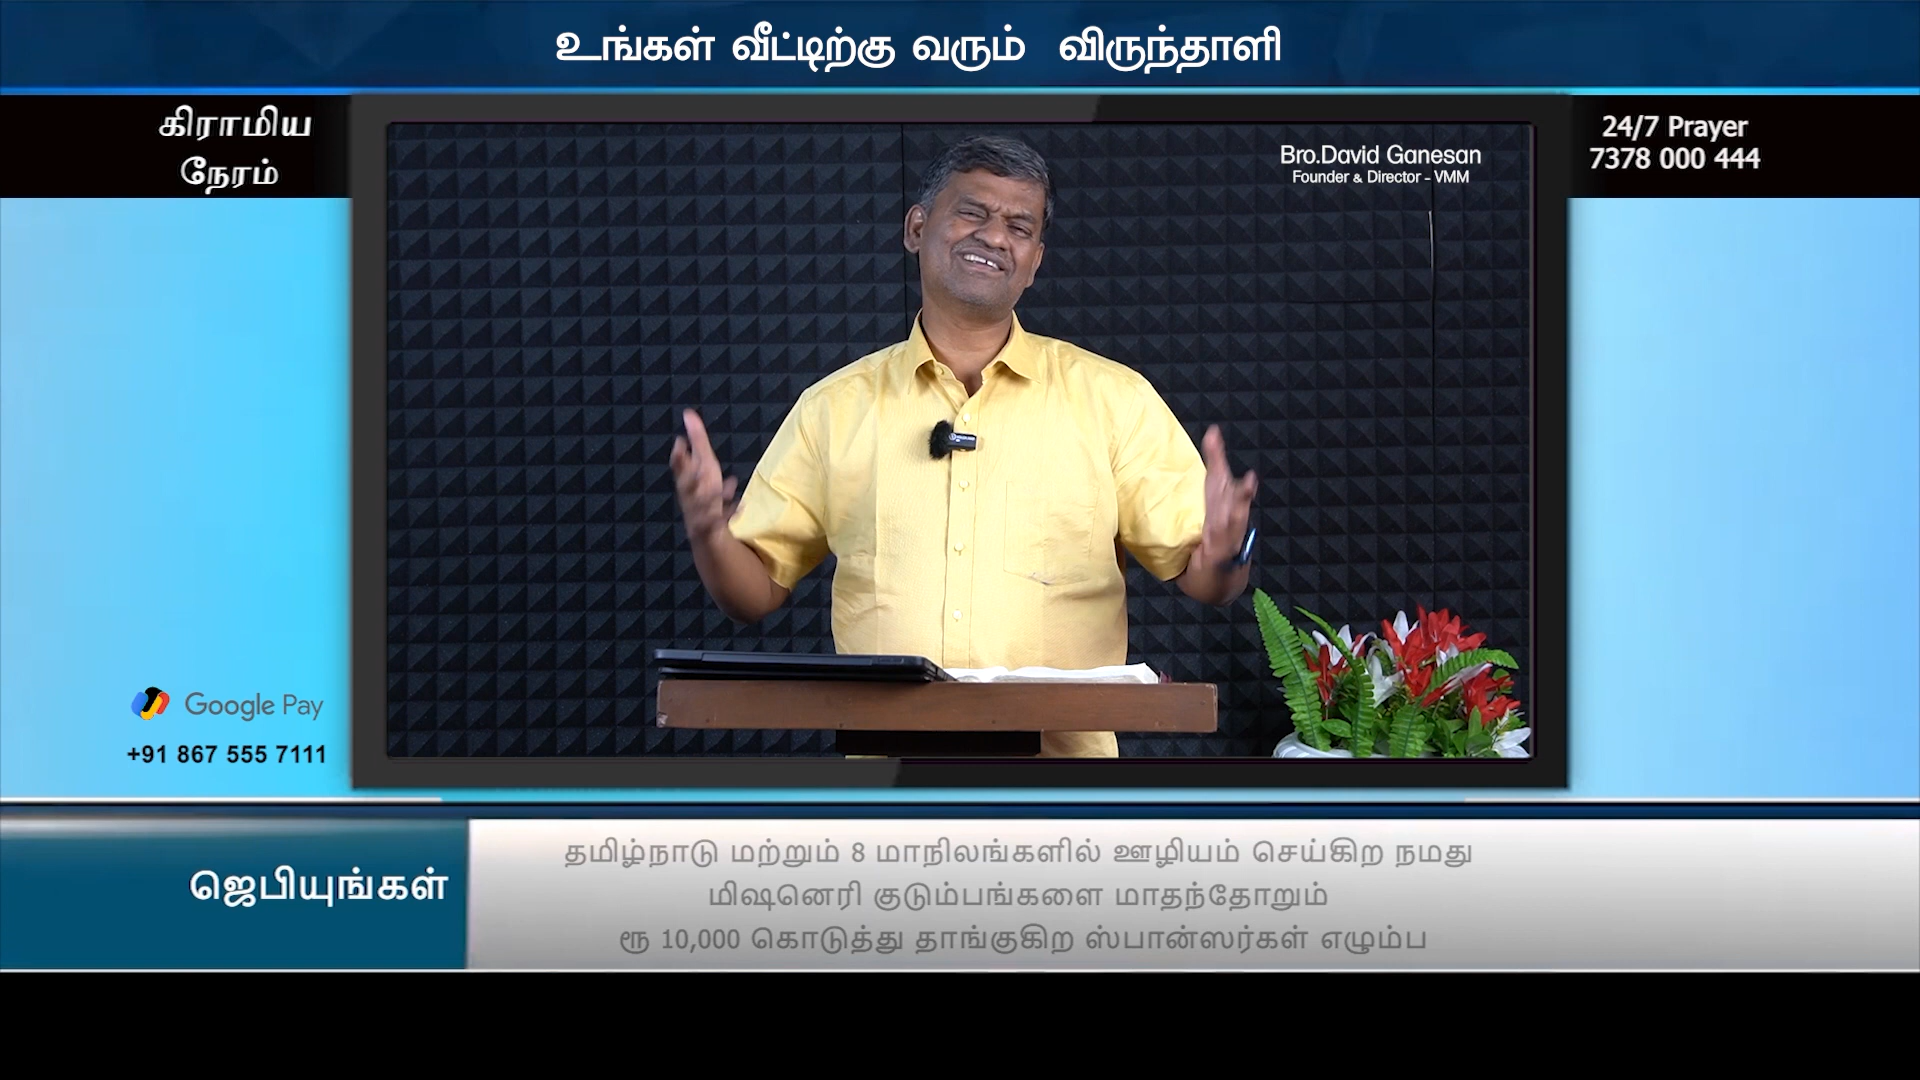 உங்கள் வீட்டிற்கு வரும் விருந்தாளி
கிராமிய
நேரம்
24/7 Prayer
7378 000 444
Bro.David Ganesan
Founder & Director - VMM
Google Pay
+91 867 555 7111
ஜெபியுங்கள்
தமிழ்நாடு மற்றும் 8 மாநிலங்களில் ஊழியம் செய்கிற நமது
மிஷனெரி குடும்பங்களை மாதந்தோறும்
ரூ 10,000 கொடுத்து தாங்குகிற ஸ்பான்ஸர்கள் எழும்ப